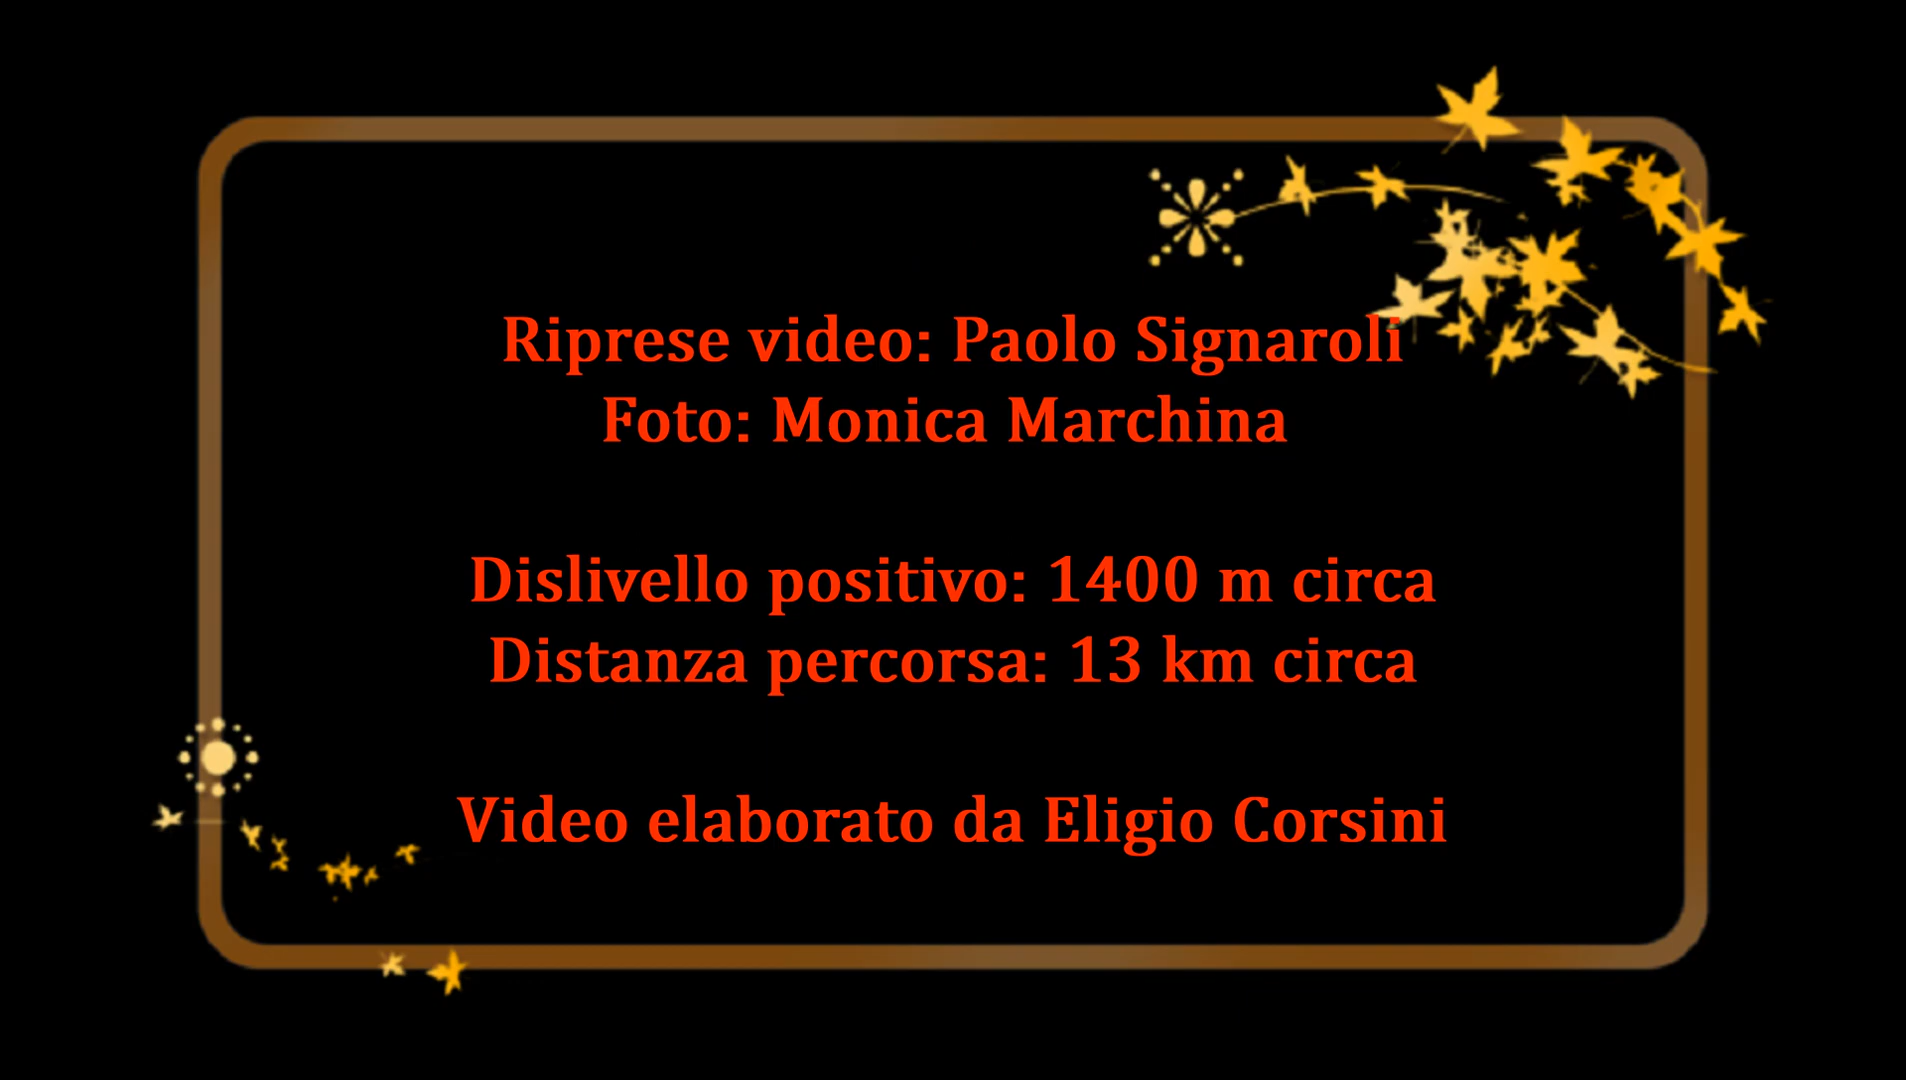 Riprese video: Paolo Signaroli
Foto: Monica Marchina
Dislivello positivo: 1400 m circa
Distanza percorsa: 13 km circa
Video elaborato da Eligio Corsini